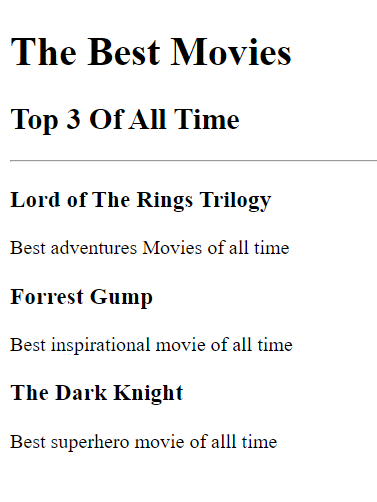 The Best Movies
Top 3 Of All Time
Lord of The Rings Trilogy
Best adventures Movies of all time
Forrest Gump
Best inspirational movie of all time
The Dark Knight
Best superhero movie of alll time